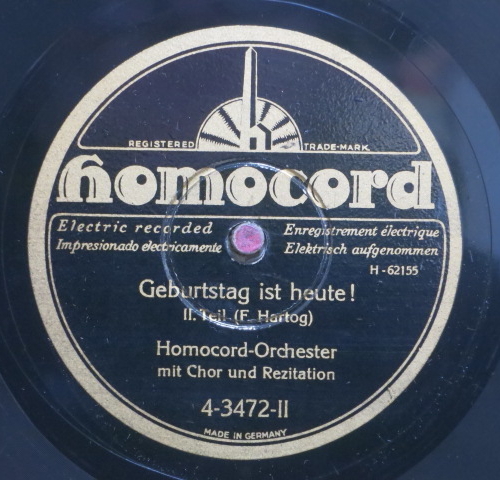 REGISTERED TRADE-MARK
homocord
Electric recorded
Impresionado electricamente
Enregistrement électrique
Elektrisch aufgenommen
H-62155
Geburtstag ist heute!
II. Teil (F. Hartog)
Homocord-Orchester
mit Chor und Rezitation
4-3472-II
MADE IN GERMANY